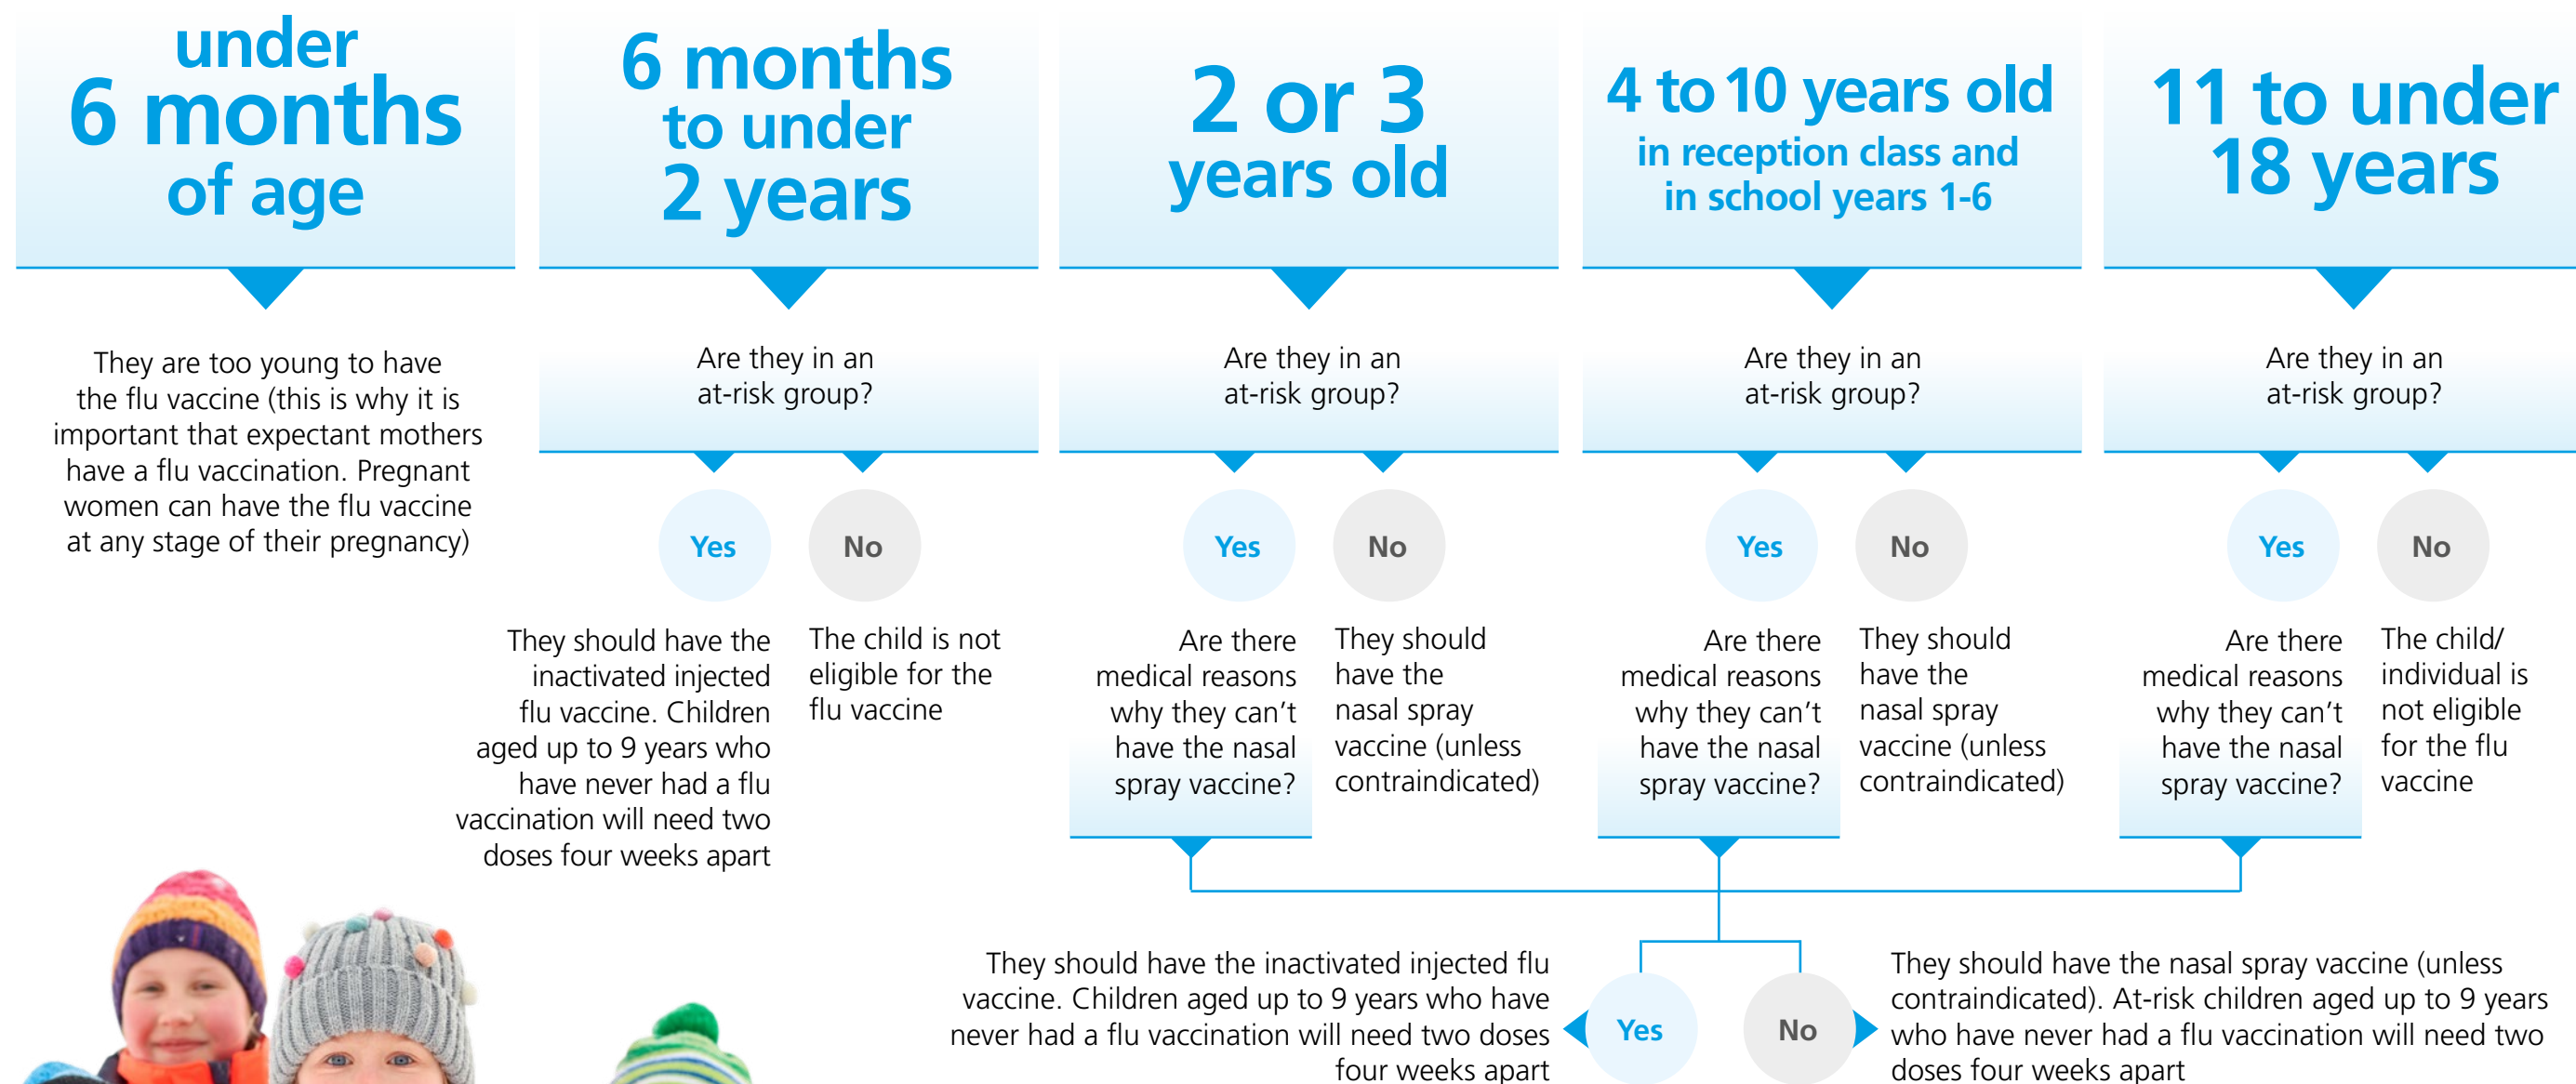 under
6 months
of age
They are too young to have
the flu vaccine (this is why it is
important that expectant mothers
have a flu vaccination. Pregnant
women can have the flu vaccine
at any stage of their pregnancy)
6 months
to under
2 years
Are they in an
at-risk group?
Yes
They should have the
inactivated injected
flu vaccine. Children
aged up to 9 years who
have never had a flu
vaccination will need two
doses four weeks apart
No
The child is not
eligible for the
flu vaccine
2 or 3
years old
Are they in an
at-risk group?
Yes
Are there
medical reasons
why they can’t
have the nasal
spray vaccine?
No
They should
have the
nasal spray
vaccine (unless
contraindicated)
4 to 10 years old
in reception class and
in school years 1-6
Are they in an
at-risk group?
Yes
Are there
medical reasons
why they can’t
have the nasal
spray vaccine?
No
They should
have the
nasal spray
vaccine (unless
contraindicated)
11 to under
18 years
Are they in an
at-risk group?
Yes
Are there
medical reasons
why they can’t
have the nasal
spray vaccine?
No
The child/
individual is
not eligible
for the flu
vaccine
Yes
They should have the inactivated injected flu
vaccine. Children aged up to 9 years who have
never had a flu vaccination will need two doses
four weeks apart
No
They should have the nasal spray vaccine (unless
contraindicated). At-risk children aged up to 9 years
who have never had a flu vaccination will need two
doses four weeks apart